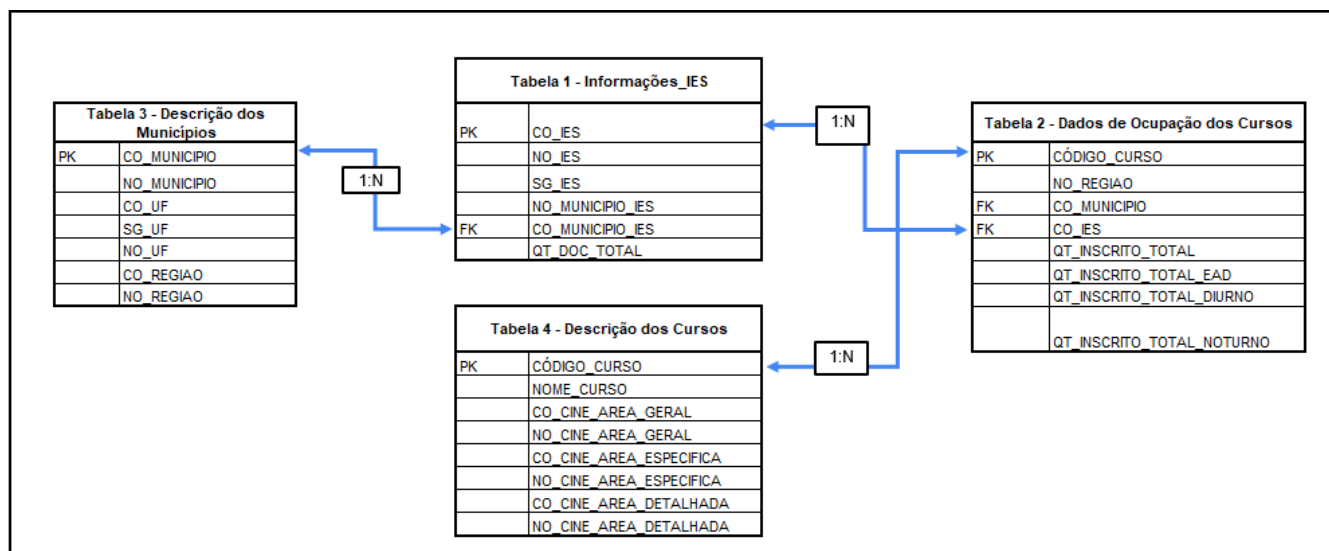 Tabela 3 - Descrição dos
Municípios
PK CO_MUNICIPIO
NO_MUNICIPIO
CO_UF
SG_UF
NO_UF
CO_REGIAO
NO_REGIAO
1:N
Tabela 1 - Informações_IES
PK CO_IES
NO_IES
SG_IES
NO_MUNICIPIO_IES
FK CO_MUNICIPIO_IES
QT_DOC_TOTAL
1:N
Tabela 2 - Dados de Ocupação dos Cursos
PK CÓDIGO_CURSO
NO_REGIAO
FK CO_MUNICIPIO
FK CO_IES
QT_INSCRITO_TOTAL
QT_INSCRITO_TOTAL_EAD
QT_INSCRITO_TOTAL_DIURNO
QT_INSCRITO_TOTAL_NOTURNO
Tabela 4 - Descrição dos Cursos
PK CÓDIGO_CURSO
NOME_CURSO
CO_CINE_AREA_GERAL
NO_CINE_AREA_GERAL
CO_CINE_AREA_ESPECIFICA
NO_CINE_AREA_ESPECIFICA
CO_CINE_AREA_DETALHADA
NO_CINE_AREA_DETALHADA
1:N